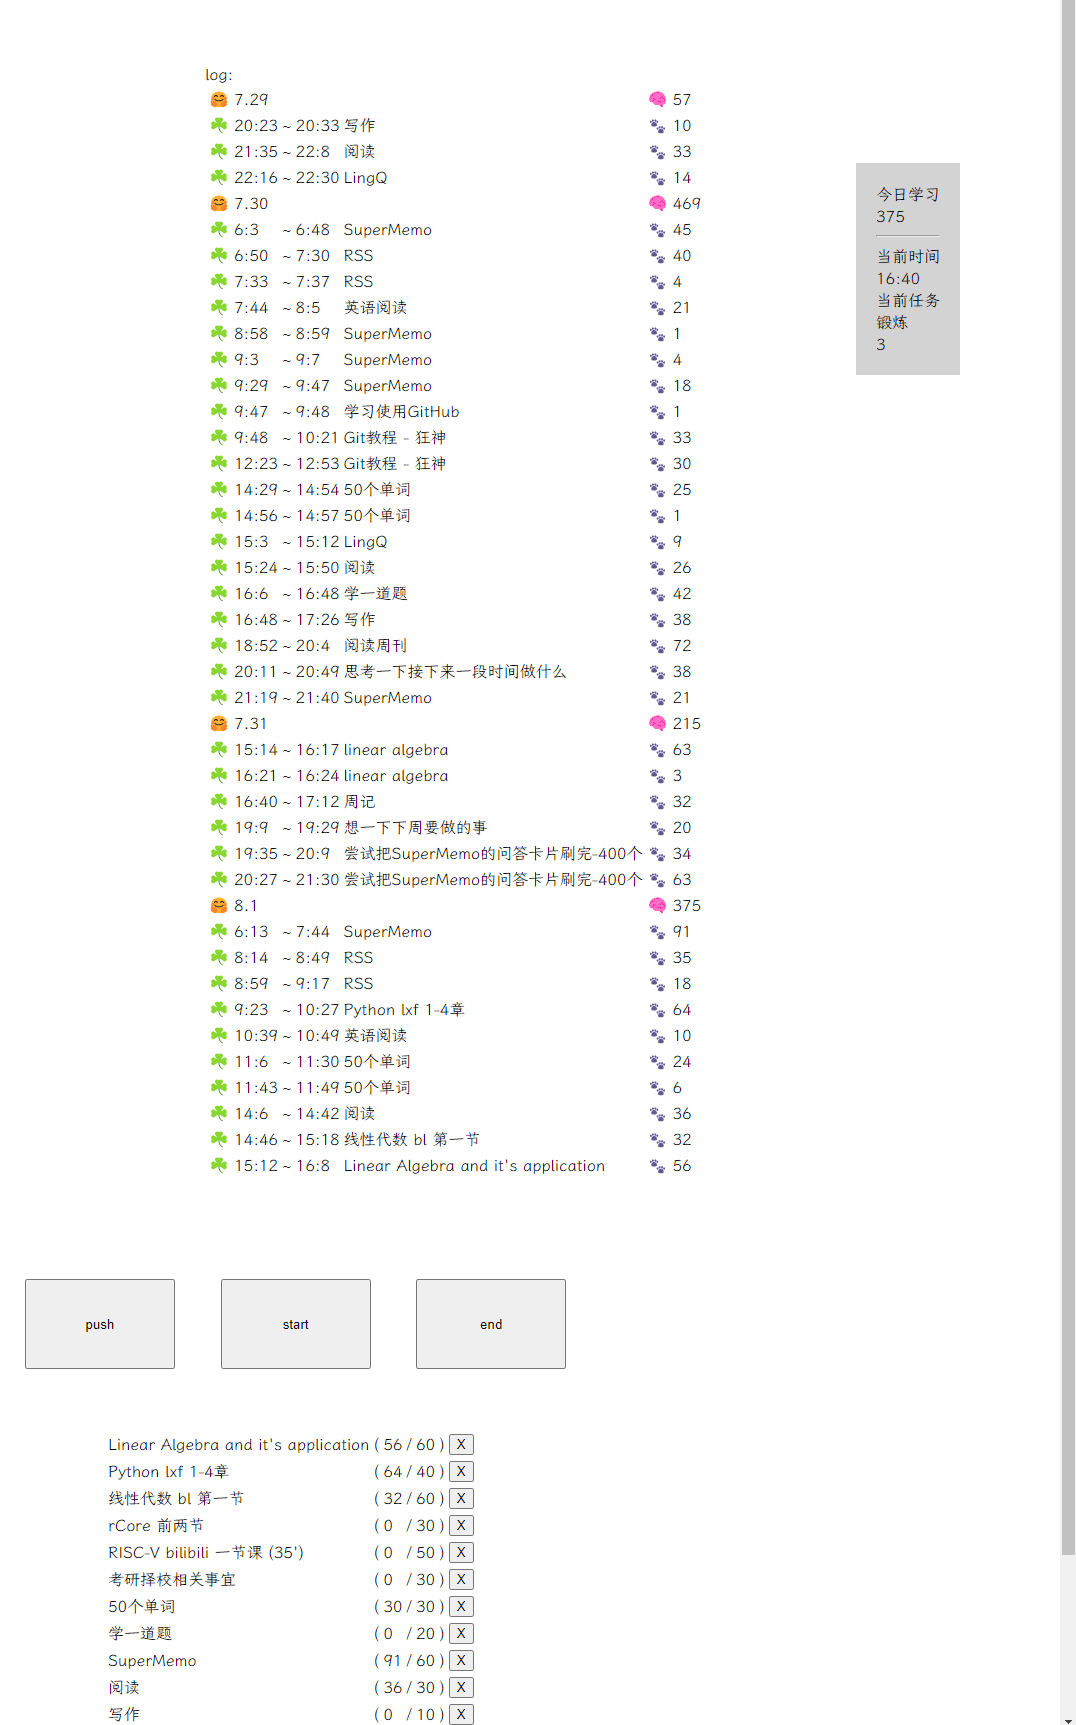 log:
🤗 7.29 🧠 57
☘️ 20:23 ~ 20:33 写作 🐾 10
☘️ 21:35 ~ 22:8 阅读 🐾 33
☘️ 22:16 ~ 22:30 LingQ 🐾 14
🤗 7.30 🧠 469
☘️ 6:3 ~ 6:48 SuperMemo 🐾 45
☘️ 6:50 ~ 7:30 RSS 🐾 40
☘️ 7:33 ~ 7:37 RSS 🐾 4
☘️ 7:44 ~ 8:5 英语阅读 🐾 21
☘️ 8:58 ~ 8:59 SuperMemo 🐾 1
☘️ 9:3 ~ 9:7 SuperMemo 🐾 4
☘️ 9:29 ~ 9:47 SuperMemo 🐾 18
☘️ 9:47 ~ 9:48 学习使用GitHub 🐾 1
☘️ 9:48 ~ 10:21 Git教程 - 狂神 🐾 33
☘️ 12:23 ~ 12:53 Git教程 - 狂神 🐾 30
☘️ 14:29 ~ 14:54 50个单词 🐾 25
☘️ 14:56 ~ 14:57 50个单词 🐾 1
☘️ 15:3 ~ 15:12 LingQ 🐾 9
☘️ 15:24 ~ 15:50 阅读 🐾 26
☘️ 16:6 ~ 16:48 学一道题 🐾 42
☘️ 16:48 ~ 17:26 写作 🐾 38
☘️ 18:52 ~ 20:4 阅读周刊 🐾 72
☘️ 20:11 ~ 20:49 思考一下接下来一段时间做什么 🐾 38
☘️ 21:19 ~ 21:40 SuperMemo 🐾 21
🤗 7.31 🧠 215
☘️ 15:14 ~ 16:17 linear algebra 🐾 63
☘️ 16:21 ~ 16:24 linear algebra 🐾 3
☘️ 16:40 ~ 17:12 周记 🐾 32
☘️ 19:9 ~ 19:29 想一下下周要做的事 🐾 20
☘️ 19:35 ~ 20:9 尝试把SuperMemo的问答卡片刷完-400个 🐾 34
☘️ 20:27 ~ 21:30 尝试把SuperMemo的问答卡片刷完-400个 🐾 63
🤗 8.1 🧠 375
☘️ 6:13 ~ 7:44 SuperMemo 🐾 91
☘️ 8:14 ~ 8:49 RSS 🐾 35
☘️ 8:59 ~ 9:17 RSS 🐾 18
☘️ 9:23 ~ 10:27 Python lxf 1-4章 🐾 64
☘️ 10:39 ~ 10:49 英语阅读 🐾 10
☘️ 11:6 ~ 11:30 50个单词 🐾 24
☘️ 11:43 ~ 11:49 50个单词 🐾 6
☘️ 14:6 ~ 14:42 阅读 🐾 36
☘️ 14:46 ~ 15:18 线性代数 bl 第一节 🐾 32
☘️ 15:12 ~ 16:8 Linear Algebra and it's application 🐾 56
今日学习
375
当前时间
16:40
当前任务
锻炼
3
push start end
Linear Algebra and it's application ( 56 / 60 ) X
Python lxf 1-4章 ( 64 / 40 ) X
线性代数 bl 第一节 ( 32 / 60 ) X
rCore 前两节 ( 0 / 30 ) X
RISC-V bilibili 一节课 (35') ( 0 / 50 ) X
考研择校相关事宜 ( 0 / 30 ) X
50个单词 ( 30 / 30 ) X
学一道题 ( 0 / 20 ) X
SuperMemo ( 91 / 60 ) X
阅读 ( 36 / 30 ) X
写作 ( 0 / 10 ) X